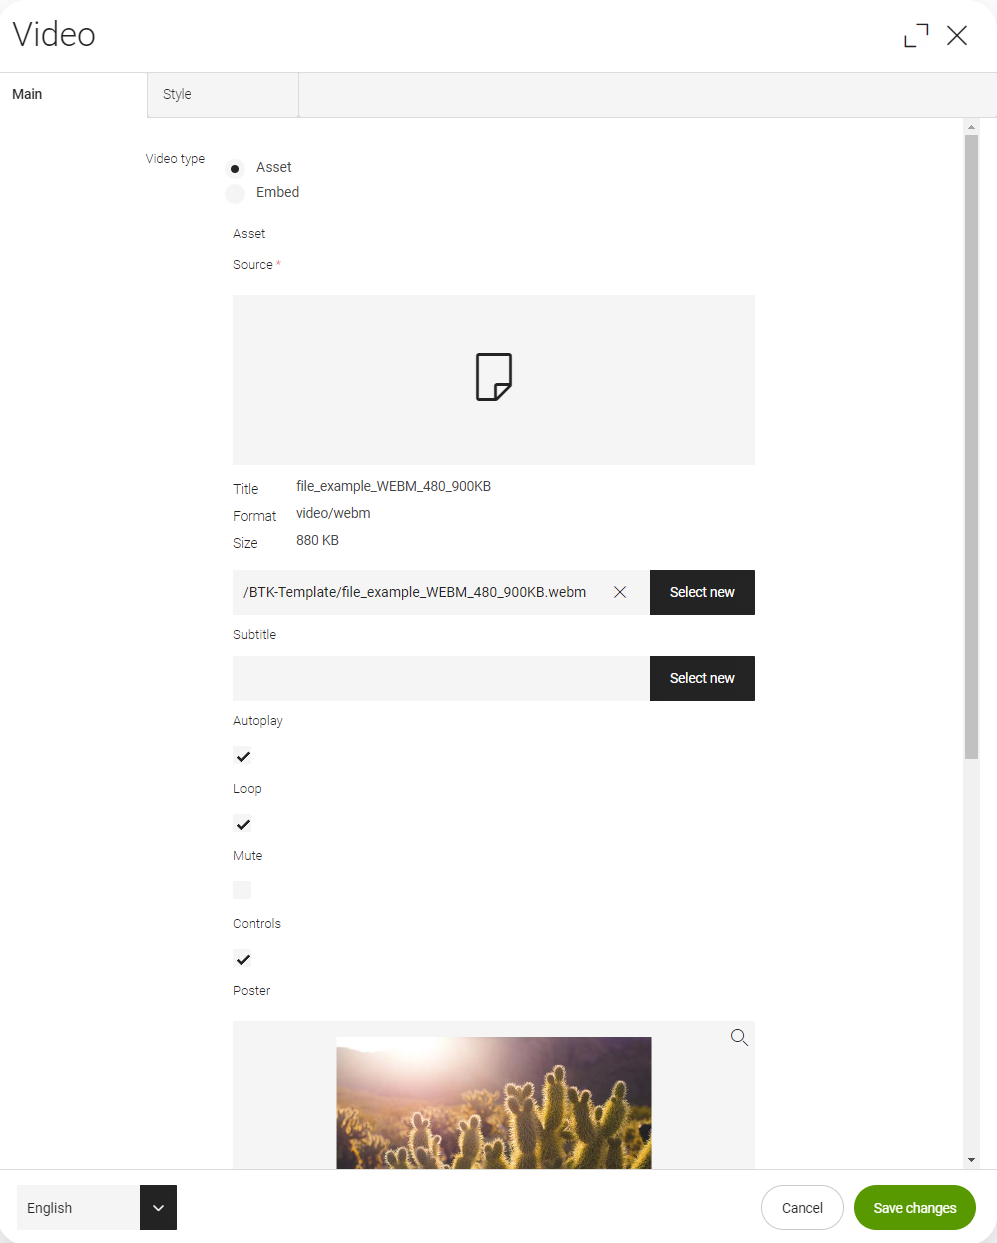 Video
Main
Style
Video type
Asset
Embed
Asset
Source *
Title file_example_WEBM_480_900KB
Format video/webm
Size 880 KB
/BTK-Template/file_example_WEBM_480_900KB.webm
Select new
Subtitle
Select new
Autoplay
Loop
Mute
Controls
Poster
English
Cancel
Save changes